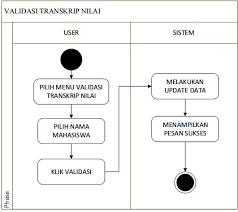 VALIDASI TRANSKRIP NILAI
USER
SISTEM
PILIH MENU VALIDASI
TRANSKRIP NILAI
PILIH NAMA
MAHASISWA
KLIK VALIDASI
MELAKUKAN
UPDATE DATA
MENAMPILKAN
PESAN SUKSES
Phase